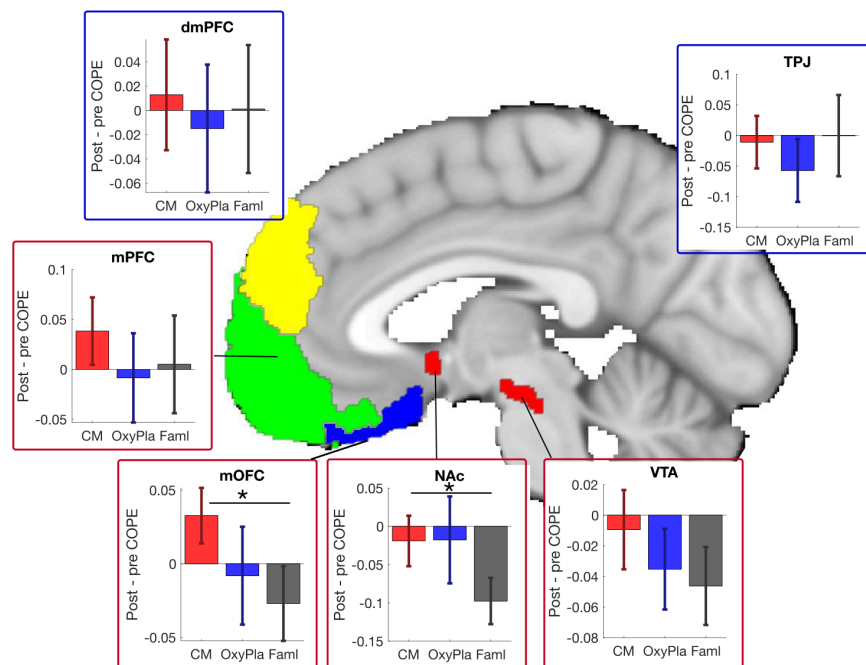 dmPFC
Post - pre COPE
0.04
0.02
0
-0.02
-0.04
-0.06
CM OxyPla Faml
TPJ
Post - pre COPE
0.1
0.05
0
-0.05
-0.1
-0.15
CM OxyPla Faml
mPFC
Post - pre COPE
0.1
0.05
0
-0.05
CM OxyPla Faml
mOFC
Post - pre COPE
0.05
0
-0.05
*
CM OxyPla Faml
NAc
Post - pre COPE
0.05
0
-0.05
-0.1
-0.15
*
CM OxyPla Faml
VTA
Post - pre COPE
0.02
0
-0.02
-0.04
-0.06
-0.08
CM OxyPla Faml